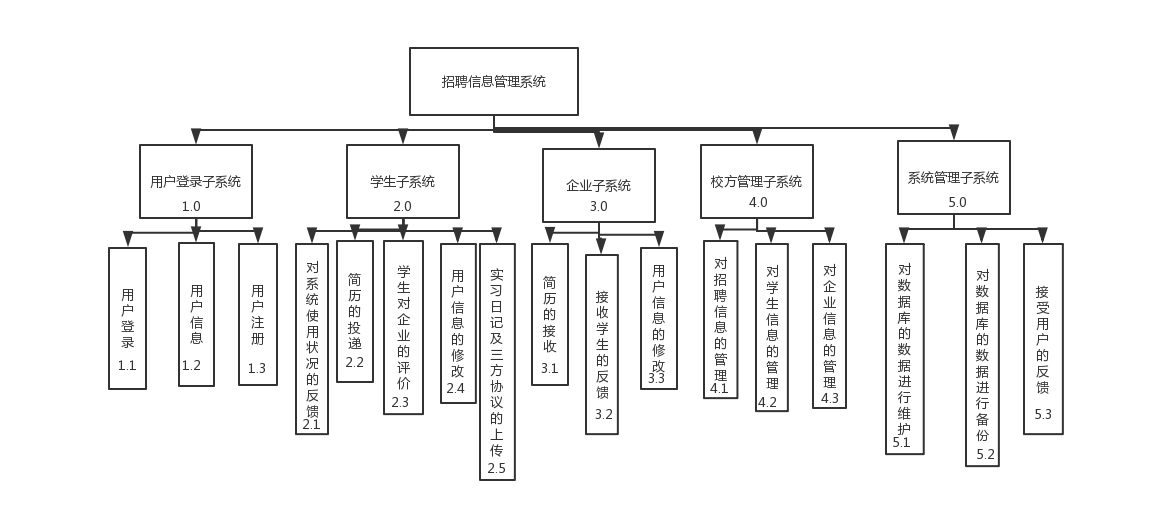 招聘信息管理系统
用户登录子系统
1.0
学生子系统
2.0
企业子系统
3.0
校方管理子系统
4.0
系统管理子系统
5.0
用户登录
1.1
用户信息
1.2
用户注册
1.3
对系统使用状况的反馈
2.1
简历的投递
2.2
学生对企业的评价
2.3
用户信息的修改
2.4
实习日记及三方协议的上传
2.5
简历的接收
3.1
接收学生的反馈
3.2
用户信息的修改
3.3
对招聘信息的管理
4.1
对学生信息的管理
4.2
对企业信息的管理
4.3
对数据库的数据进行维护
5.1
对数据库的数据进行备份
5.2
接受用户的反馈
5.3